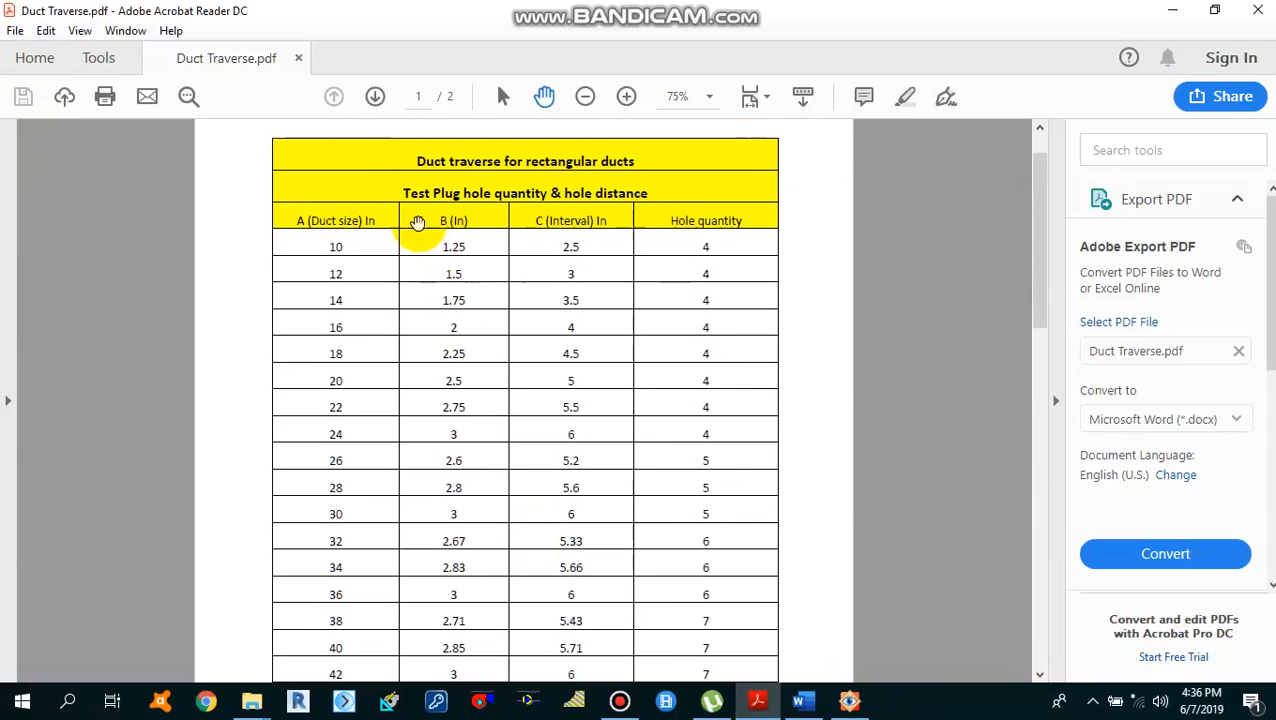 Duct Traverse.pdf - Adobe Acrobat Reader DC
www.BANDICAM.com
File Edit View Window Help
Home Tools Duct Traverse.pdf × Sign In
1 / 2 75% Share
Duct traverse for rectangular ducts
Test Plug hole quantity & hole distance
A (Duct size) In B (In) C (Interval) In Hole quantity
10 1.25 2.5 4
12 1.5 3 4
14 1.75 3.5 4
16 2 4 4
18 2.25 4.5 4
20 2.5 5 4
22 2.75 5.5 4
24 3 6 4
26 2.6 5.2 5
28 2.8 5.6 5
30 3 6 5
32 2.67 5.33 6
34 2.83 5.66 6
36 3 6 6
38 2.71 5.43 7
40 2.85 5.71 7
42 3 6 7
Search tools
Export PDF
Adobe Export PDF
Convert PDF Files to Word
or Excel Online
Select PDF File
Duct Traverse.pdf
Convert to
Microsoft Word (*.docx)
Document Language:
English (U.S.) Change
Convert
Convert and edit PDFs
with Acrobat Pro DC
Start Free Trial
4:36 PM
6/7/2019